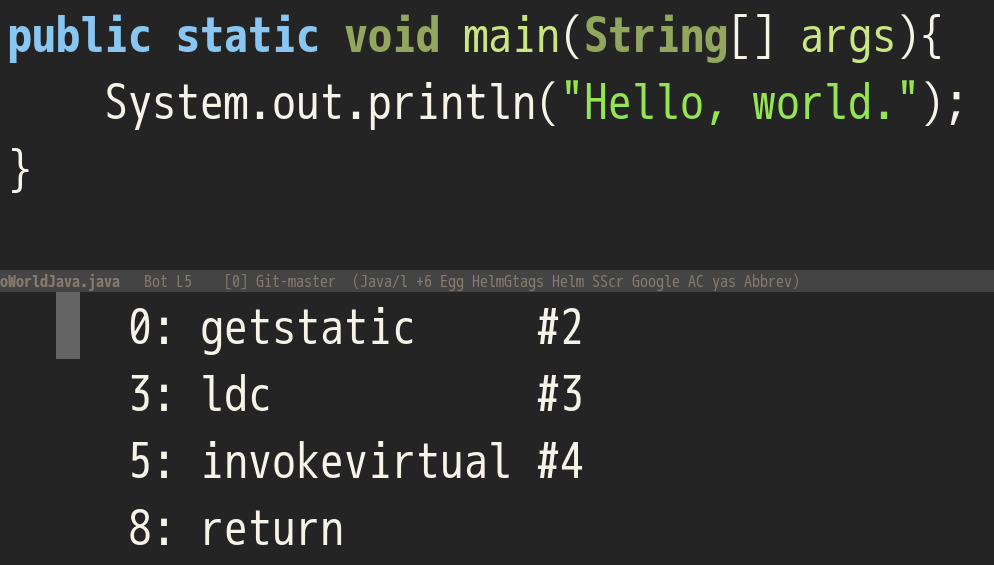 public static void main(String[] args){
    System.out.println("Hello, world.");
}
oWorldJava.java   Bot L5    [0] Git-master  (Java/l +6 Egg HelmGtags Helm SScr Google AC yas Abbrev)
0: getstatic     #2
3: ldc           #3
5: invokevirtual #4
8: return